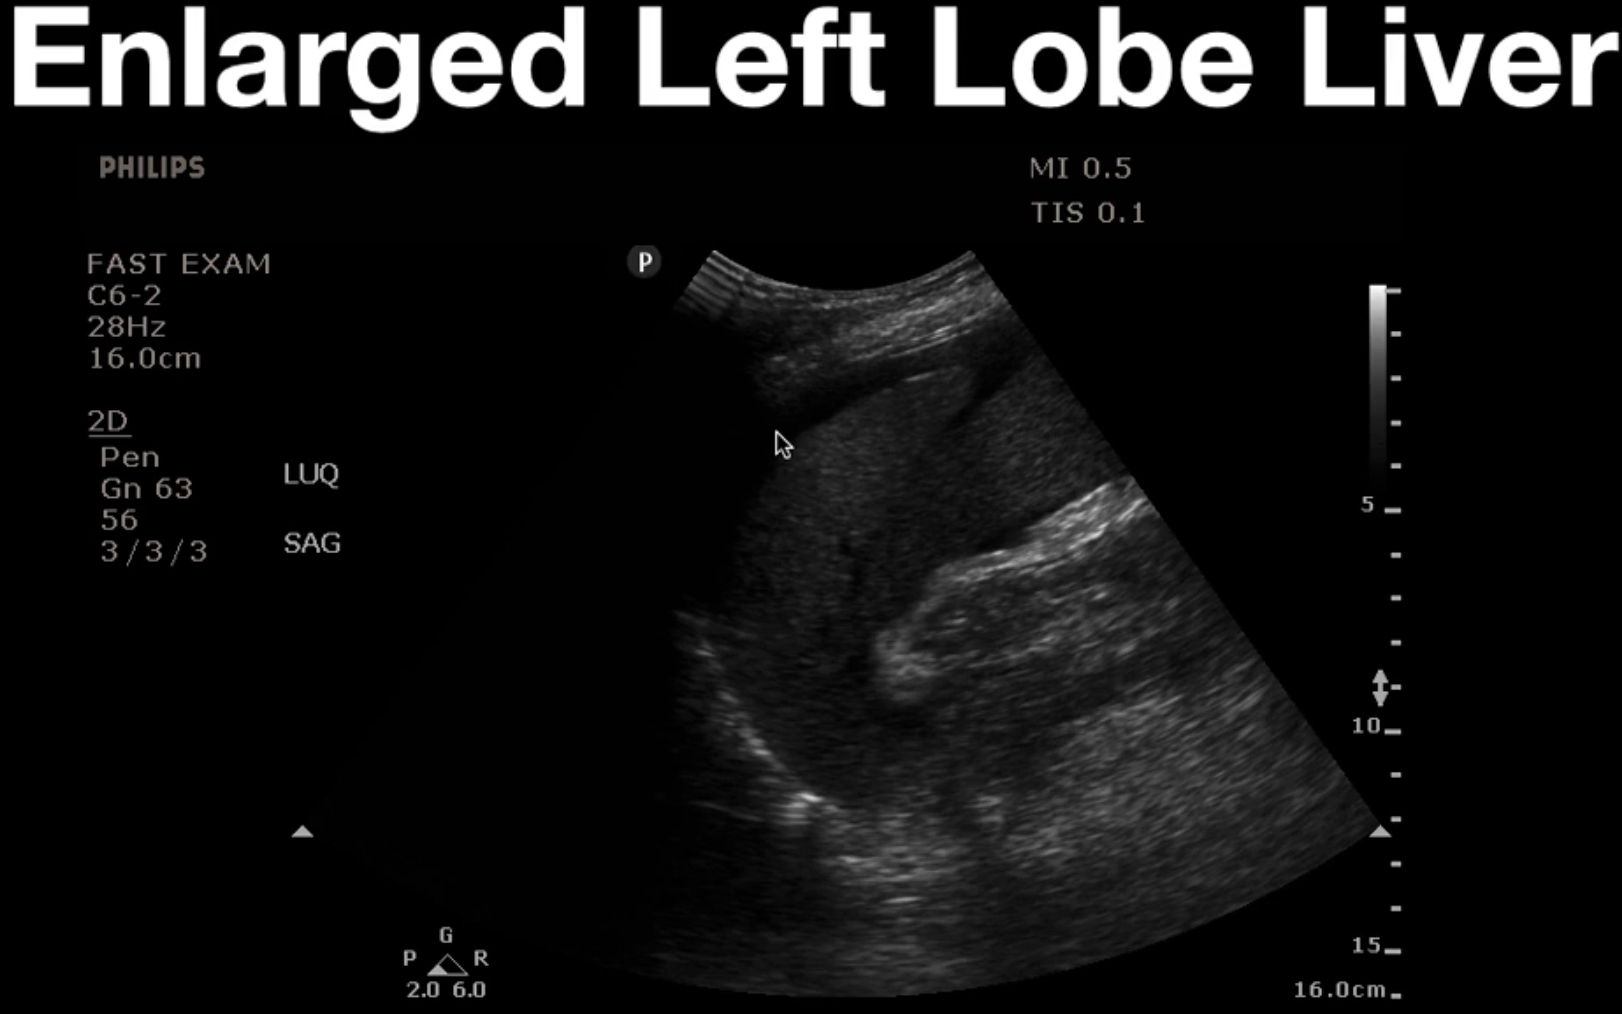 Enlarged Left Lobe Liver
PHILIPS
MI 0.5
TIS 0.1
P
FAST EXAM
C6-2
28Hz
16.0cm
2D
Pen
Gn 63
56
3/3/3
LUQ
SAG
5
10
15
16.0cm
G
P R
2.0 6.0